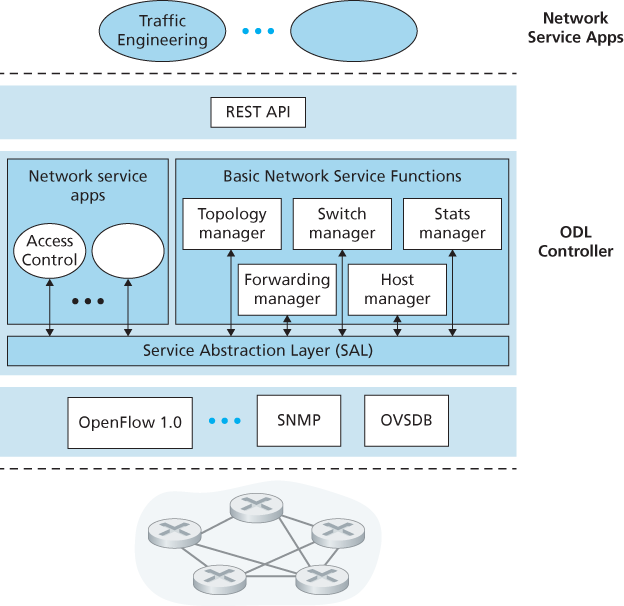 Traffic
Engineering
Network
Service Apps
REST API
Network service
apps
Basic Network Service Functions
Access
Control
Topology
manager
Switch
manager
Stats
manager
Forwarding
manager
Host
manager
ODL
Controller
Service Abstraction Layer (SAL)
OpenFlow 1.0
SNMP
OVSDB